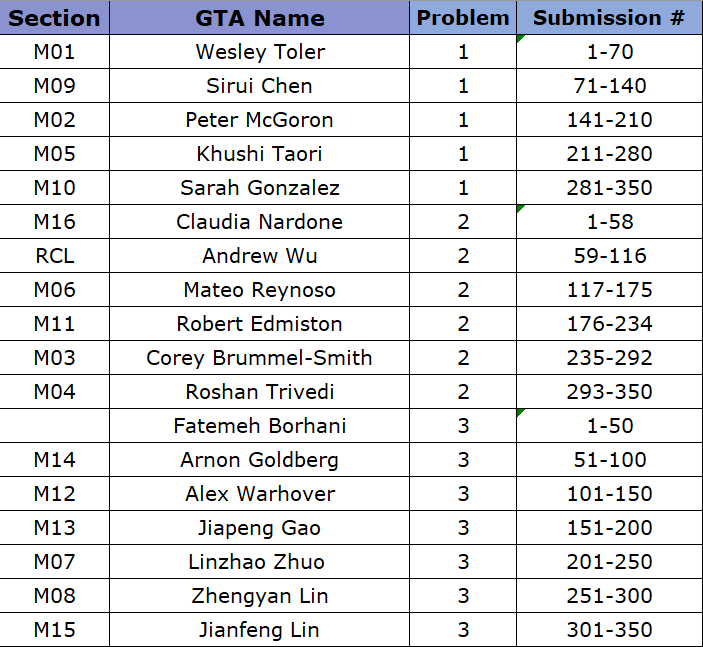 Section GTA Name Problem Submission #
M01 Wesley Toler 1 1-70
M09 Sirui Chen 1 71-140
M02 Peter McGoron 1 141-210
M05 Khushi Taori 1 211-280
M10 Sarah Gonzalez 1 281-350
M16 Claudia Nardone 2 1-58
RCL Andrew Wu 2 59-116
M06 Mateo Reynoso 2 117-175
M11 Robert Edmiston 2 176-234
M03 Corey Brummel-Smith 2 235-292
M04 Roshan Trivedi 2 293-350
Fatemeh Borhani 3 1-50
M14 Arnon Goldberg 3 51-100
M12 Alex Warhover 3 101-150
M13 Jiapeng Gao 3 151-200
M07 Linzhao Zhuo 3 201-250
M08 Zhengyan Lin 3 251-300
M15 Jianfeng Lin 3 301-350